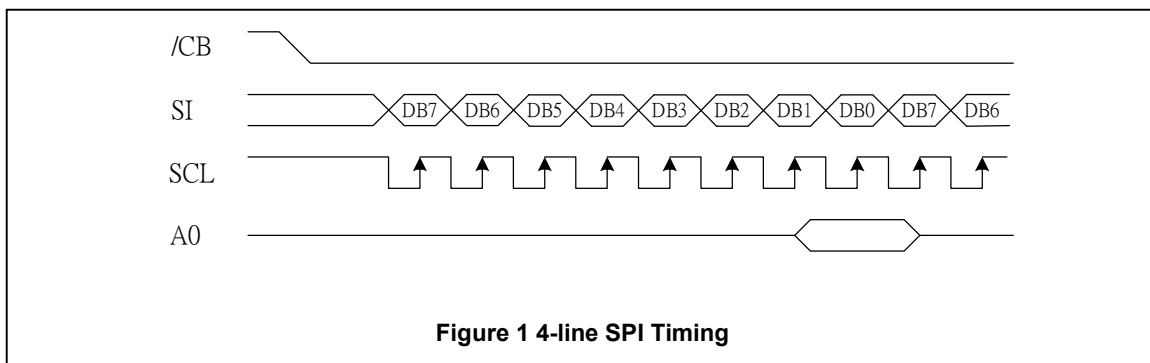 /CB
SI DB7 DB6 DB5 DB4 DB3 DB2 DB1 DB0 DB7 DB6
SCL
A0
Figure 1 4-line SPI Timing